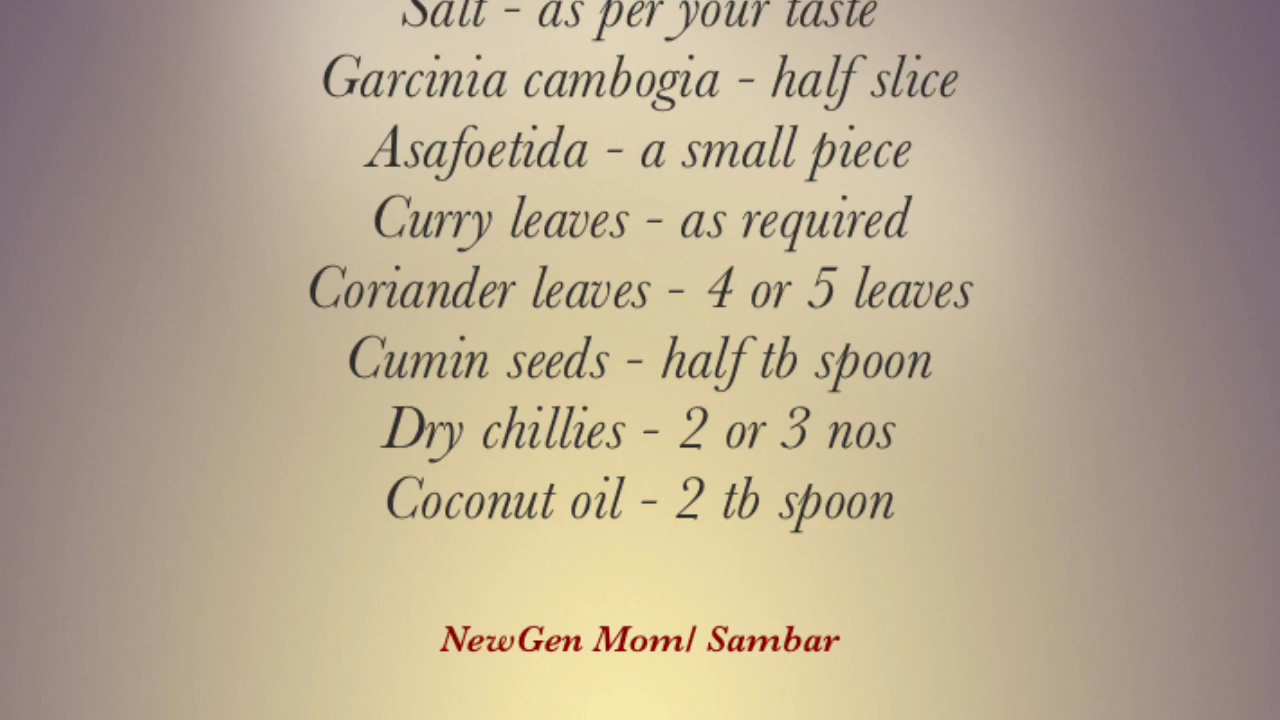 Salt - as per your taste
Garcinia cambogia - half slice
Asafoetida - a small piece
Curry leaves - as required
Coriander leaves - 4 or 5 leaves
Cumin seeds - half tb spoon
Dry chillies - 2 or 3 nos
Coconut oil - 2 tb spoon
NewGen Mom/ Sambar